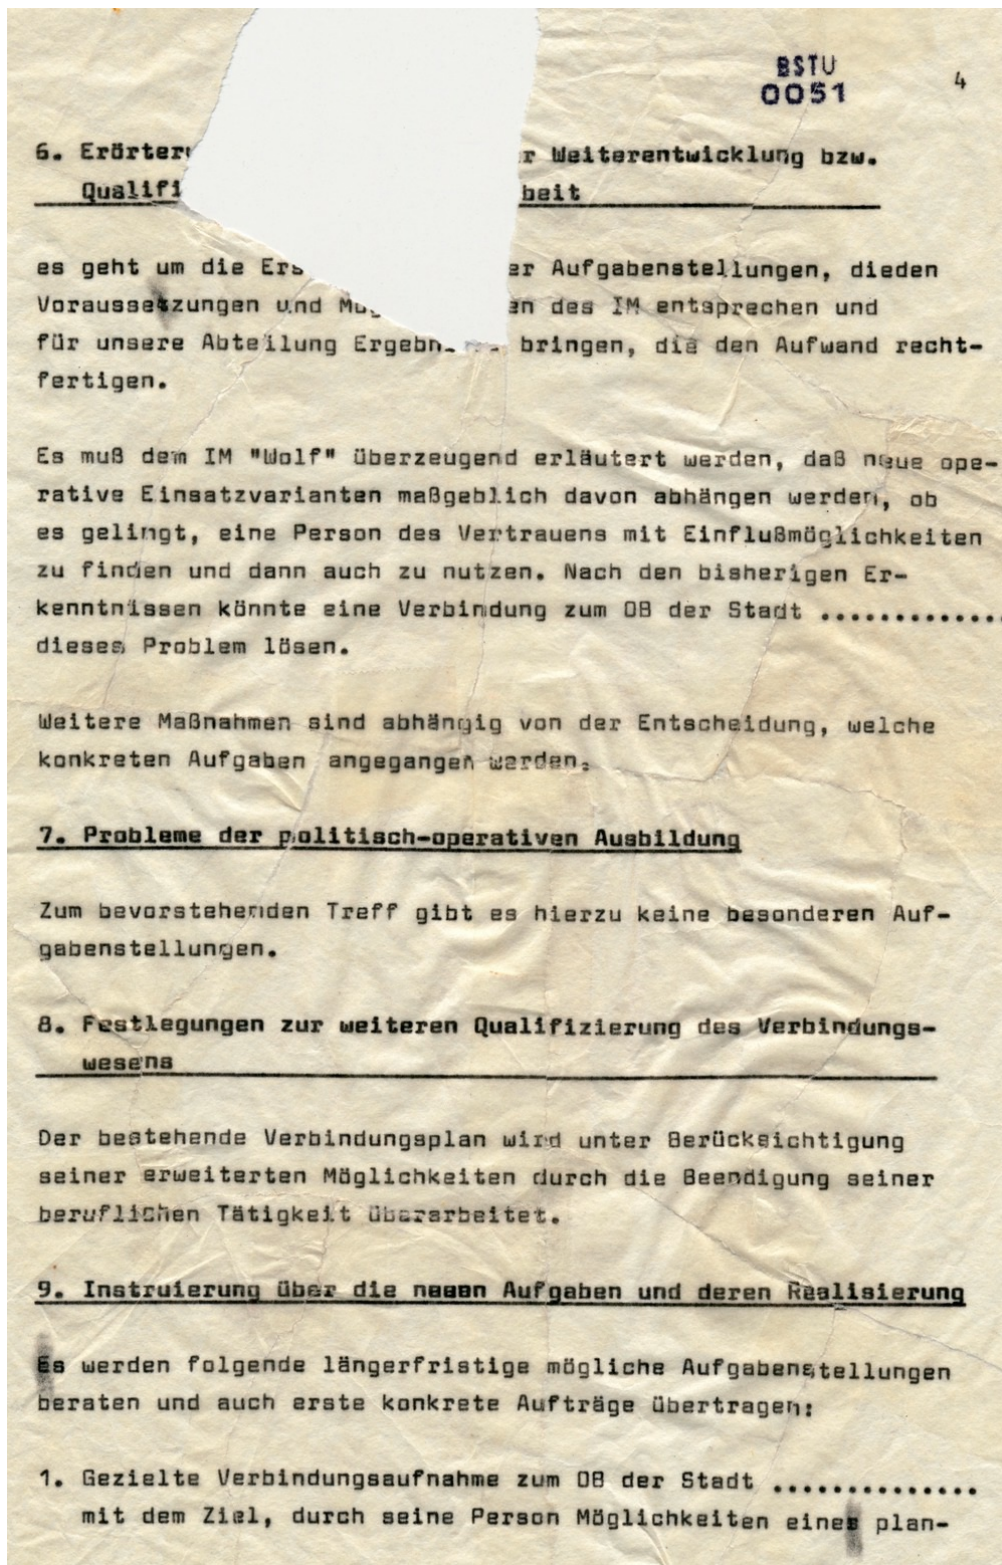 BSTU
0051
4
6. Erörter r Weiterentwicklung bzw.
Qualifi beit
es geht um die Ers er Aufgabenstellungen, dieden
Voraussetzungen und Mög en des IM entsprechen und
für unsere Abteilung Ergebn bringen, die den Aufwand recht-
fertigen.
Es muß dem IM "Wolf" überzeugend erläutert werden, daß neue ope-
rative Einsatzvarianten maßgeblich davon abhängen werden, ob
es gelingt, eine Person des Vertrauens mit Einflußmöglichkeiten
zu finden und dann auch zu nutzen. Nach den bisherigen Er-
kenntnissen könnte eine Verbindung zum OB der Stadt .............
dieses Problem lösen.
Weitere Maßnahmen sind abhängig von der Entscheidung, welche
konkreten Aufgaben angegangen werden.
7. Probleme der politisch-operativen Ausbildung
Zum bevorstehenden Treff gibt es hierzu keine besonderen Auf-
gabenstellungen.
8. Festlegungen zur weiteren Qualifizierung des Verbindungs-
wesens
Der bestehende Verbindungsplan wird unter Berücksichtigung
seiner erweiterten Möglichkeiten durch die Beendigung seiner
beruflichen Tätigkeit überarbeitet.
9. Instruierung über die neuen Aufgaben und deren Realisierung
Es werden folgende längerfristige mögliche Aufgabenstellungen
beraten und auch erste konkrete Aufträge übertragen:
1. Gezielte Verbindungsaufnahme zum OB der Stadt ..............
mit dem Ziel, durch seine Person Möglichkeiten eines plan-